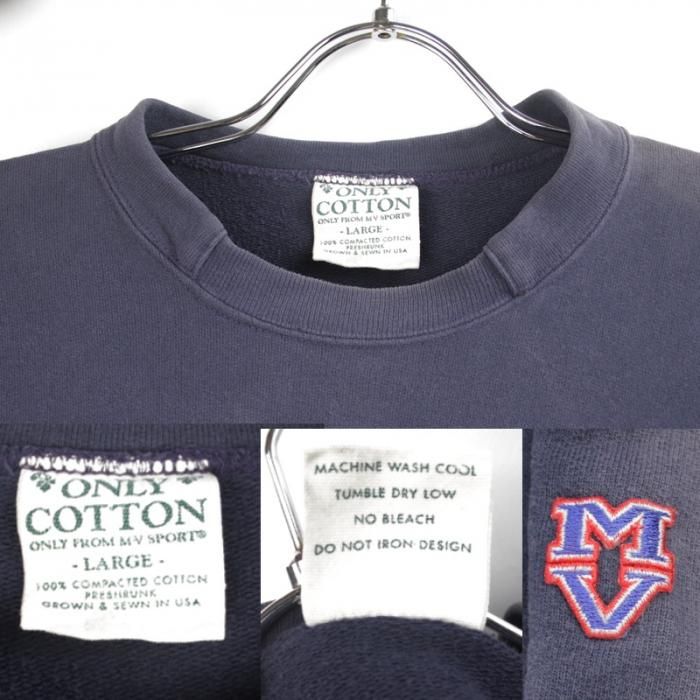 ONLY
COTTON
ONLY FROM M·V SPORT®
- LARGE -
100% COMPACTED COTTON
PRESHRUNK
GROWN & SEWN IN USA
ONLY
COTTON
ONLY FROM M·V SPORT®
- LARGE -
100% COMPACTED COTTON
PRESHRUNK
GROWN & SEWN IN USA
MACHINE WASH COOL
TUMBLE DRY LOW
NO BLEACH
DO NOT IRON DESIGN
M
V